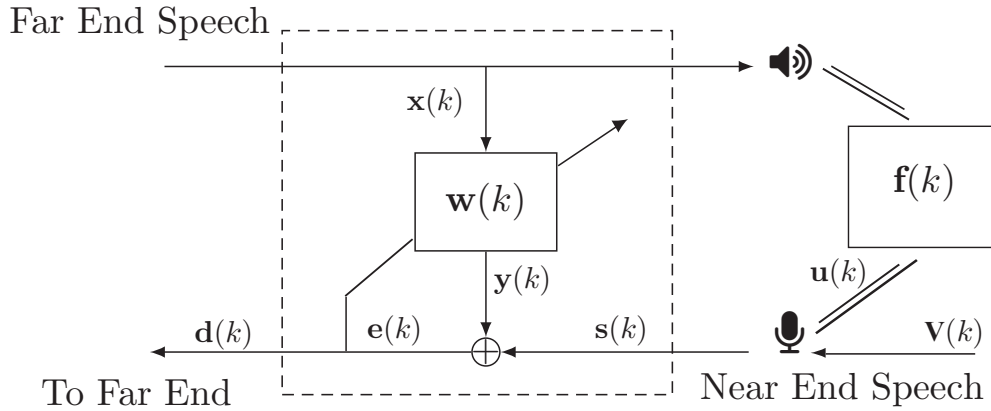 Far End Speech
x(k)
w(k)
f(k)
y(k)
u(k)
d(k)
e(k)
s(k)
V(k)
To Far End
Near End Speech